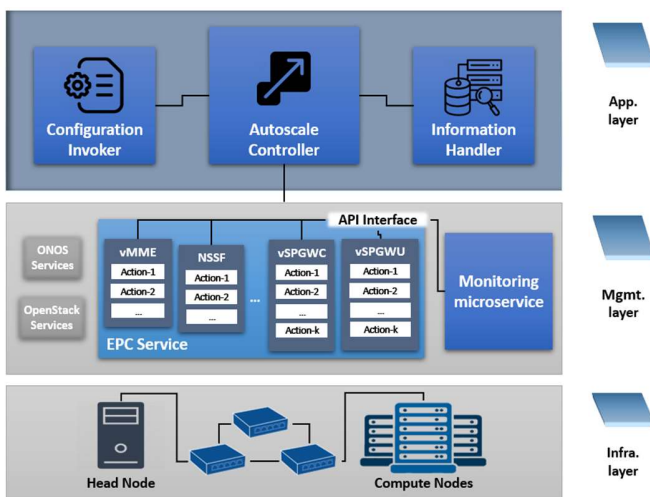 Configuration
Invoker
Autoscale
Controller
Information
Handler
App.
layer
API Interface
ONOS
Services
OpenStack
Services
vMME
Action-1
Action-2
...
NSSF
Action-1
Action-2
...
...
vSPGWC
Action-1
Action-2
...
Action-k
vSPGWU
Action-1
Action-2
...
Action-k
EPC Service
Monitoring
microservice
Mgmt.
layer
Head Node
Compute Nodes
Infra.
layer